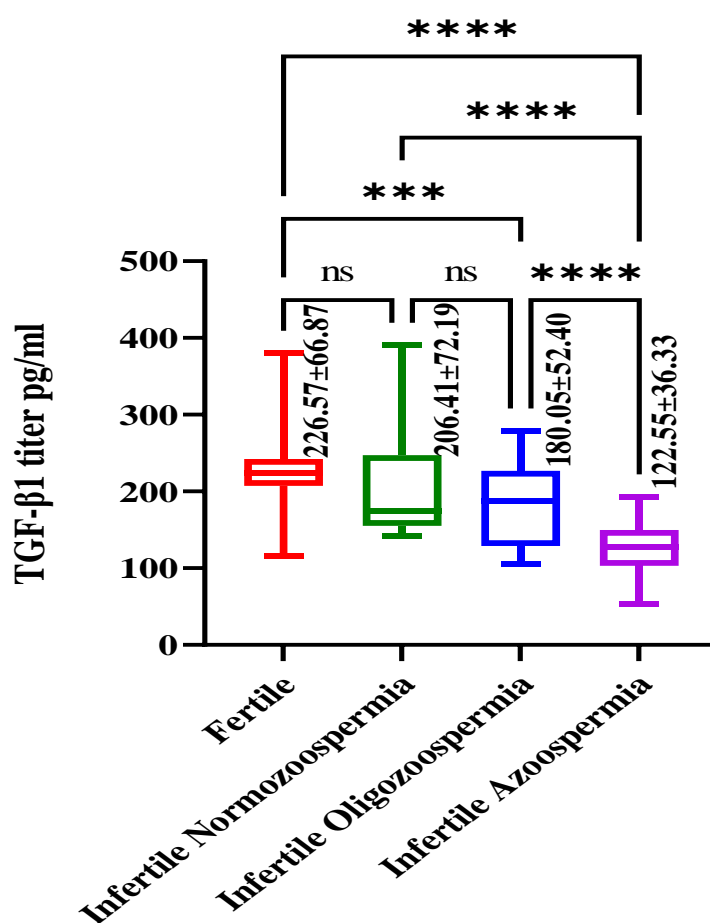 ****
****
***
ns
ns
****
500
400
300
200
100
0
TGF-β1 titer pg/ml
226.57±66.87
206.41±72.19
180.05±52.40
122.55±36.33
Fertile
Infertile Normozoospermia
Infertile Oligozoospermia
Infertile Azoospermia